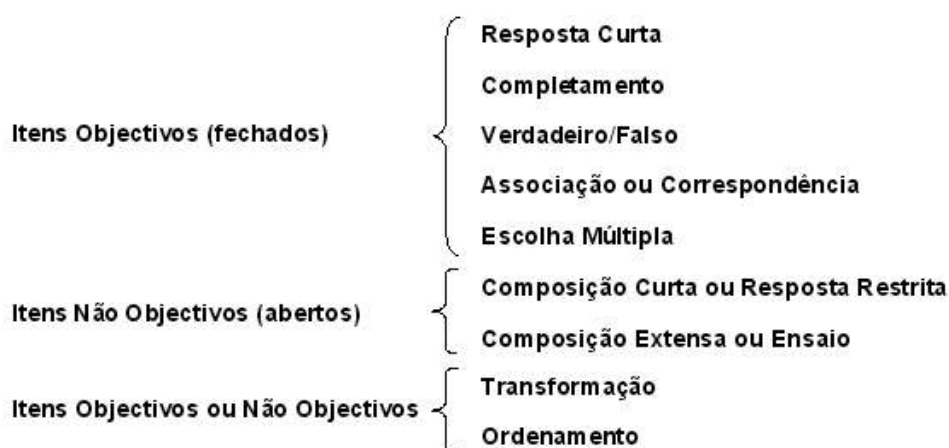 Resposta Curta
Completamento
Itens Objectivos (fechados)
Verdadeiro/Falso
Associação ou Correspondência
Escolha Múltipla
Composição Curta ou Resposta Restrita
Itens Não Objectivos (abertos)
Composição Extensa ou Ensaio
Transformação
Itens Objectivos ou Não Objectivos
Ordenamento